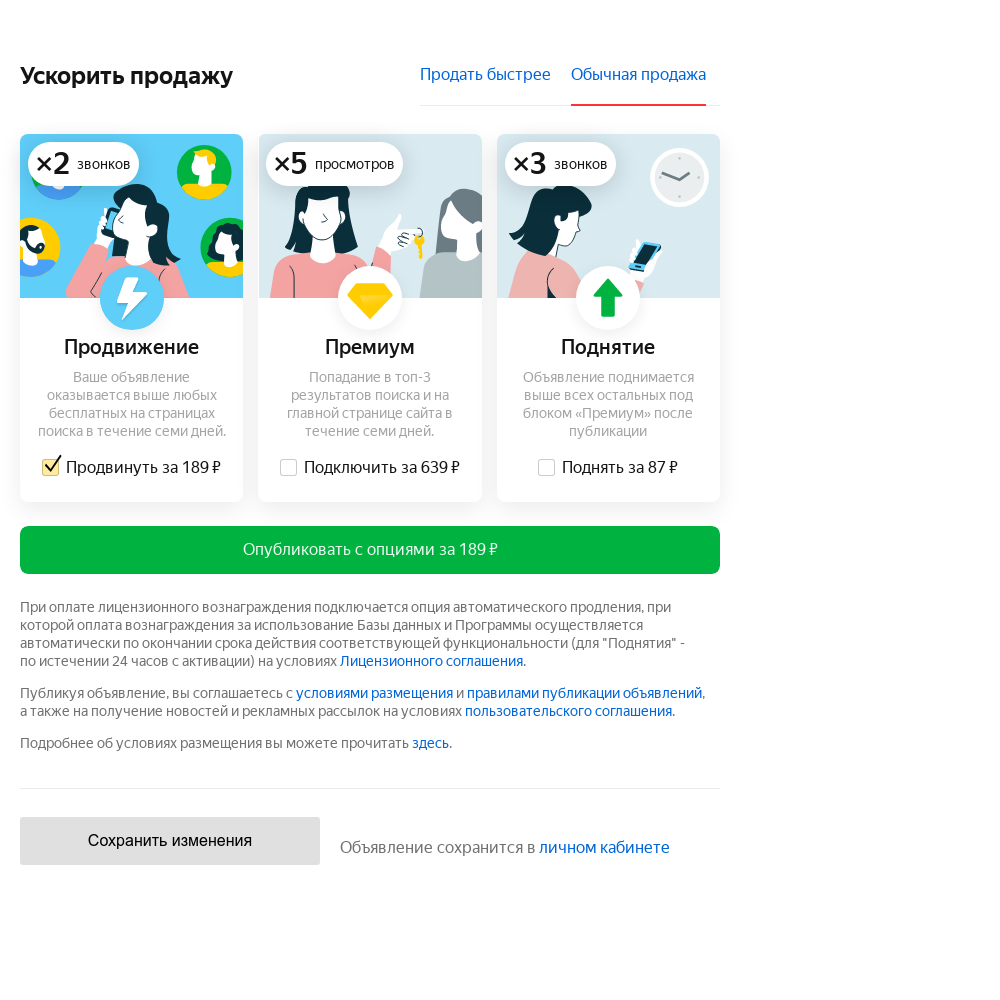 Ускорить продажу
Продать быстрее
Обычная продажа
×2 звонков
×5 просмотров
×3 звонков
Продвижение
Ваше объявление
оказывается выше любых
бесплатных на страницах
поиска в течение семи дней.
Продвинуть за 189 ₽
Премиум
Попадание в топ-3
результатов поиска и на
главной странице сайта в
течение семи дней.
Подключить за 639 ₽
Поднятие
Объявление поднимается
выше всех остальных под
блоком «Премиум» после
публикации
Поднять за 87 ₽
Опубликовать с опциями за 189 ₽
При оплате лицензионного вознаграждения подключается опция автоматического продления, при
которой оплата вознаграждения за использование Базы данных и Программы осуществляется
автоматически по окончании срока действия соответствующей функциональности (для "Поднятия" -
по истечении 24 часов с активации) на условиях Лицензионного соглашения.
Публикуя объявление, вы соглашаетесь с условиями размещения и правилами публикации объявлений,
а также на получение новостей и рекламных рассылок на условиях пользовательского соглашения.
Подробнее об условиях размещения вы можете прочитать здесь.
Сохранить изменения
Объявление сохранится в личном кабинете